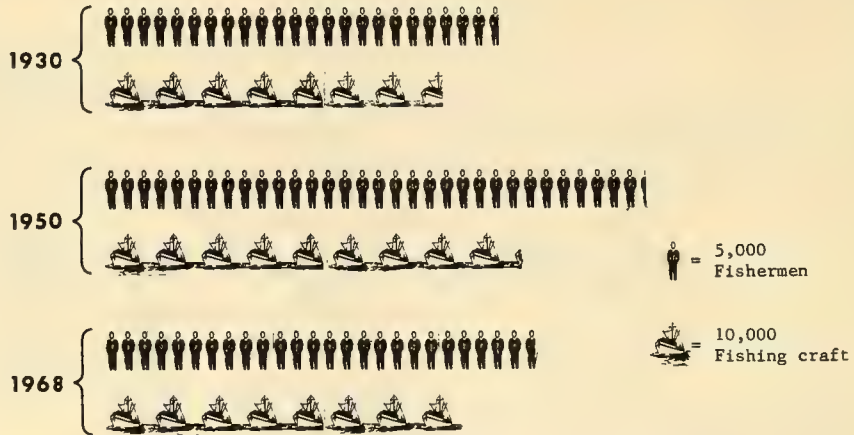 1930
1950
= 5,000
Fishermen
= 10,000
Fishing craft
1968